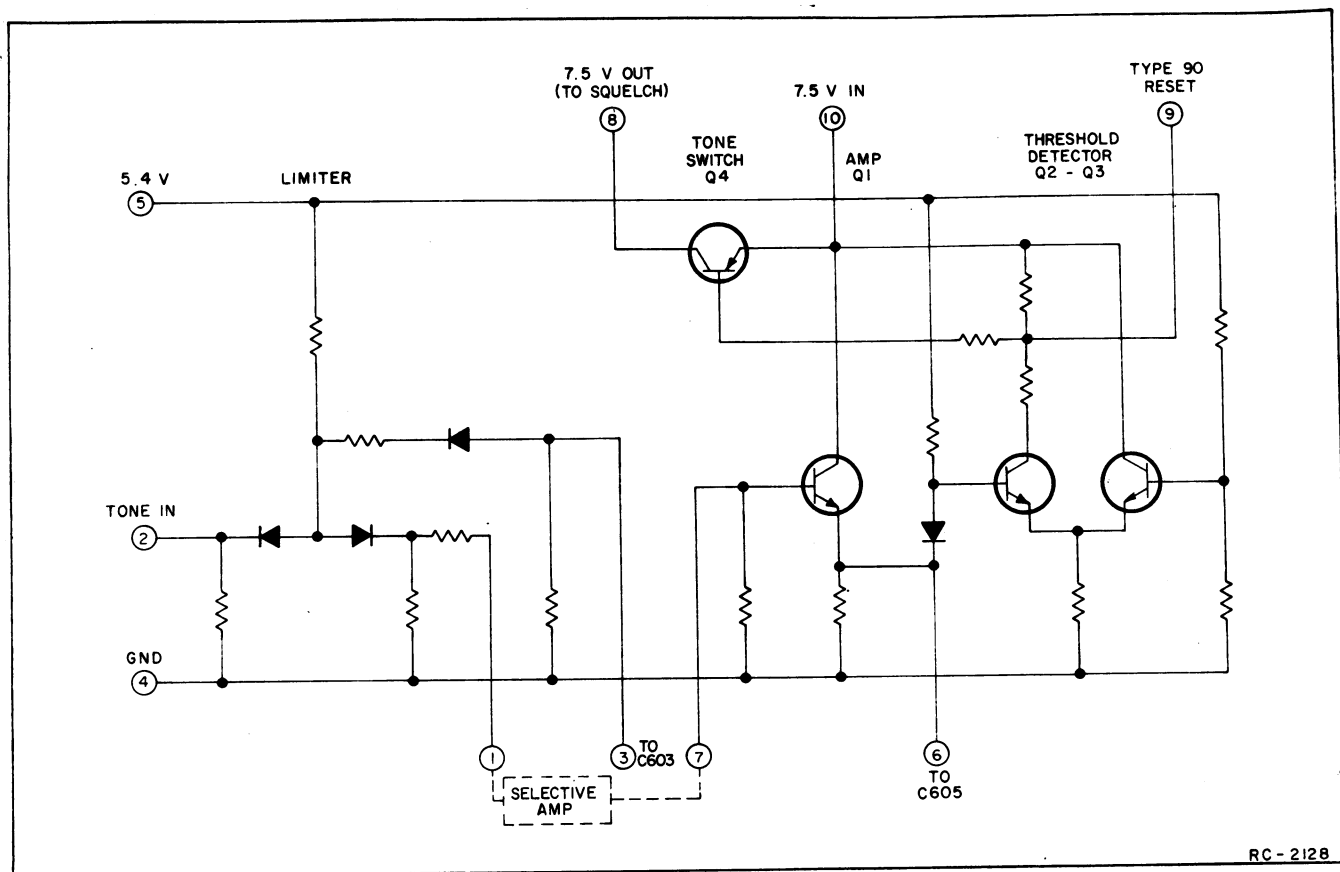 7.5 V OUT
(TO SQUELCH)
8
7.5 V IN
10
TYPE 90
RESET
9
TONE
SWITCH
Q4
AMP
Q1
THRESHOLD
DETECTOR
Q2 - Q3
5.4 V
5
LIMITER
TONE IN
2
GND
4
1
3
TO
C603
7
6
TO
C605
SELECTIVE
AMP
RC-2128